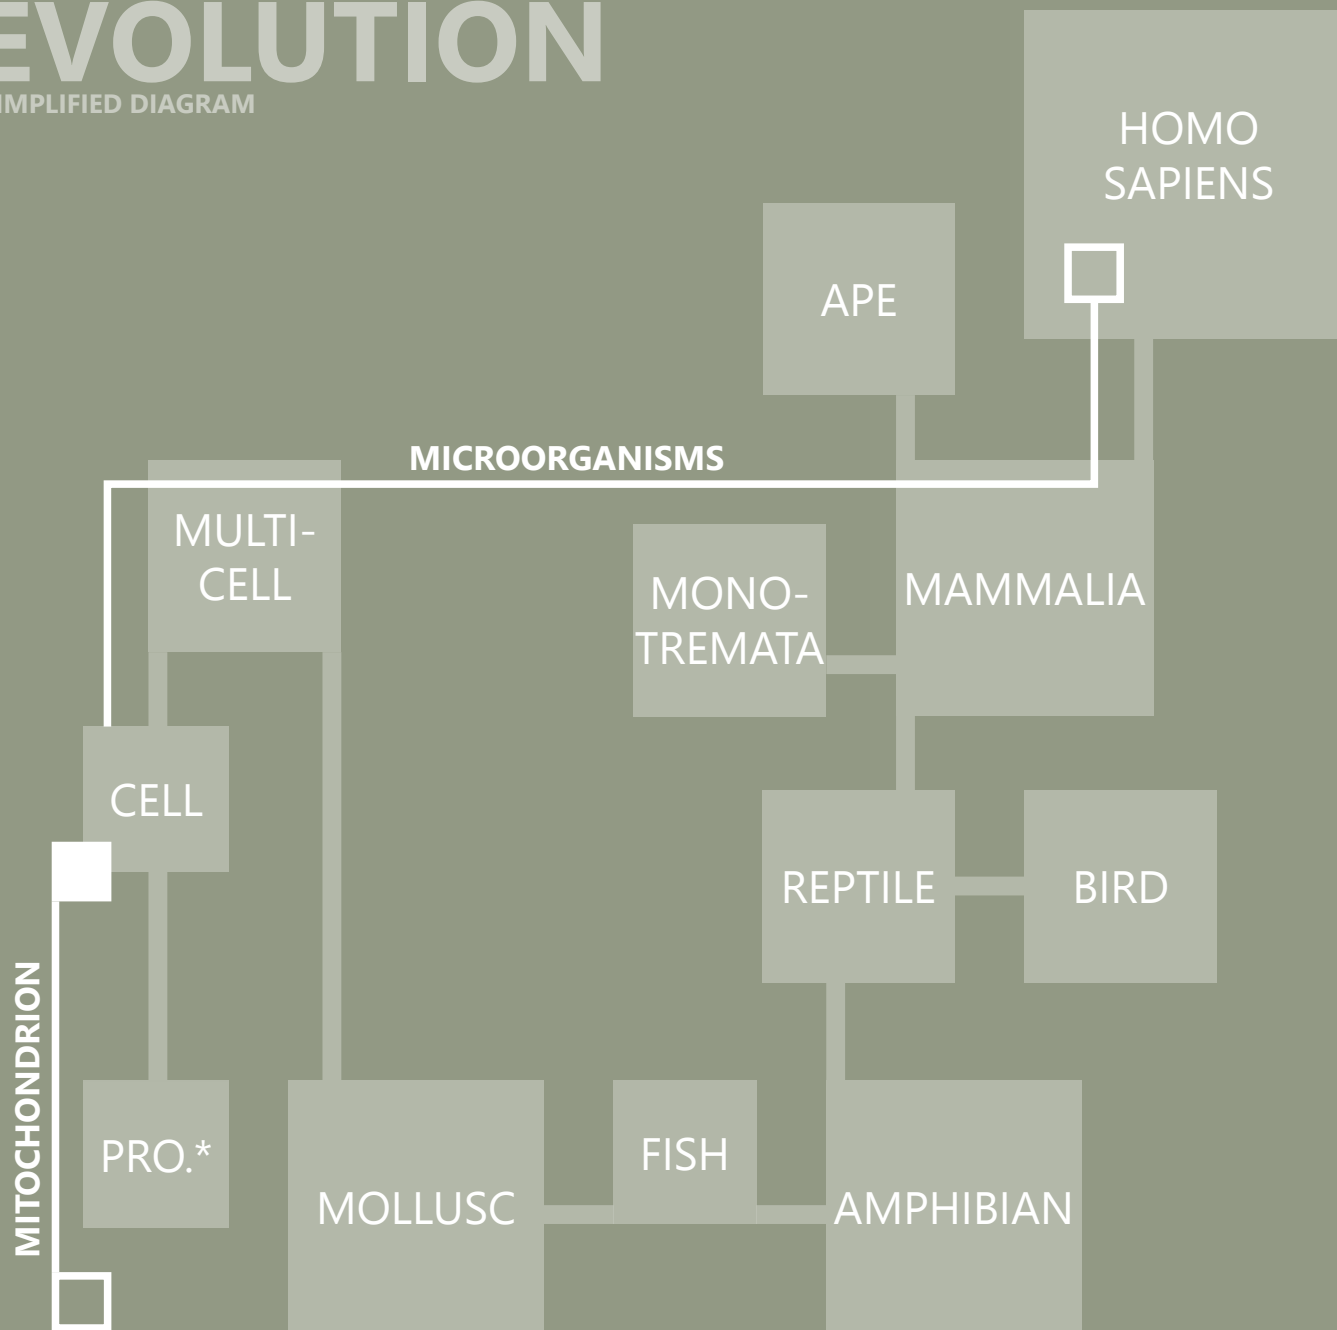 EVOLUTION
IMPLIFIED DIAGRAM
HOMO
SAPIENS
APE
MICROORGANISMS
MULTI-
CELL
MONO-
TREMATA
MAMMALIA
CELL
REPTILE
BIRD
MITOCHONDRION
PRO.*
MOLLUSC
FISH
AMPHIBIAN